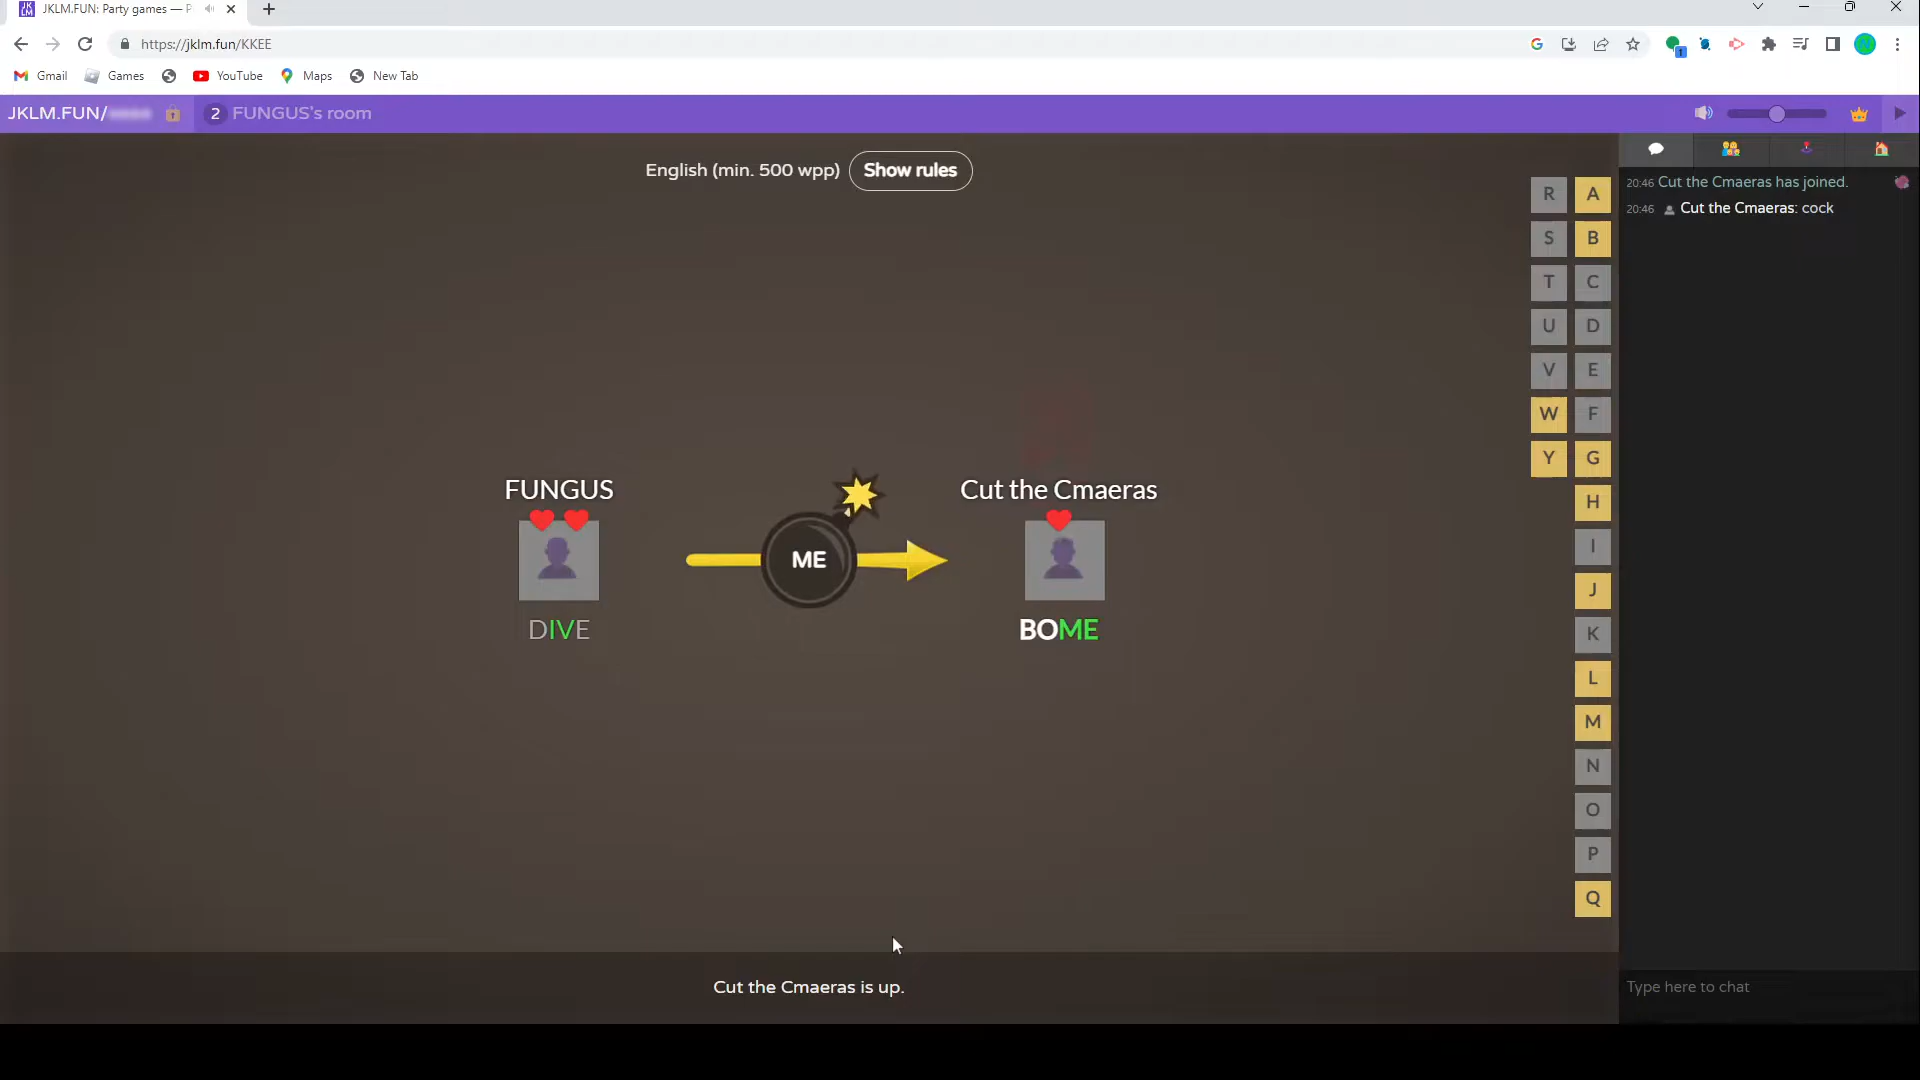 JKLM.FUN: Party games — P
https://jklm.fun/KKEE
Gmail Games YouTube Maps New Tab
JKLM.FUN/ 2 FUNGUS's room
English (min. 500 wpp) Show rules
20:46 Cut the Cmaeras has joined.
20:46 Cut the Cmaeras: cock
R A
S B
T C
U D
V E
W F
Y G
H
I
J
K
L
M
N
O
P
Q
FUNGUS
Cut the Cmaeras
ME
DIVE
BOME
Cut the Cmaeras is up.
Type here to chat